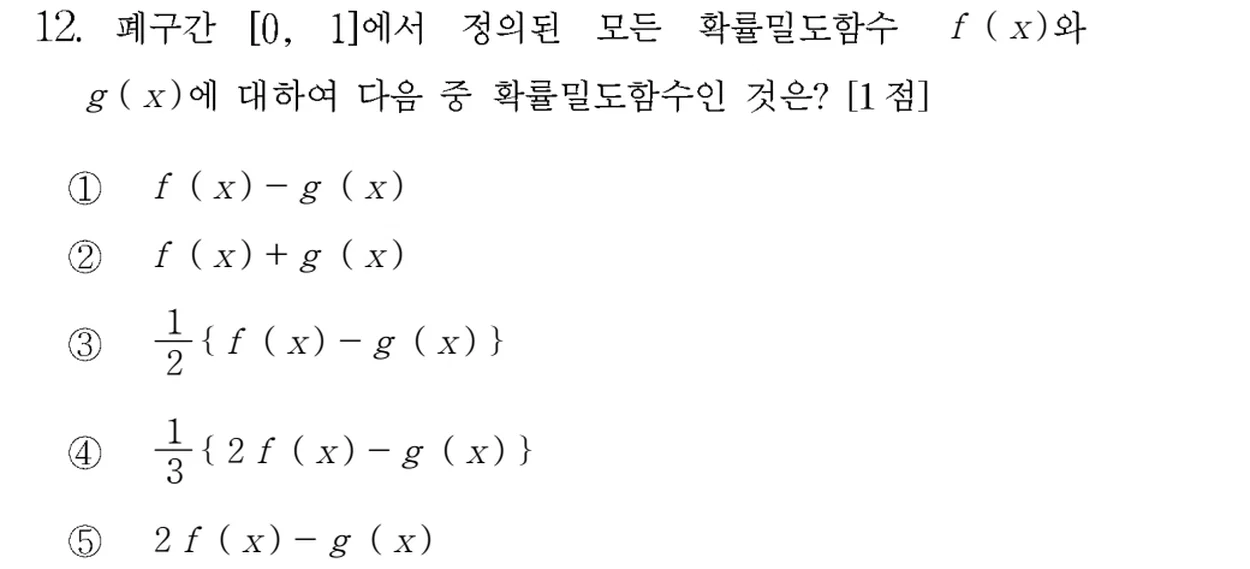 12. 폐구간 [0, 1]에서 정의된 모든 확률밀도함수 f(x)와
g(x)에 대하여 다음 중 확률밀도함수인 것은? [1점]
① f(x)-g(x)
② f(x)+g(x)
③ 1/2{f(x)-g(x)}
④ 1/3{2f(x)-g(x)}
⑤ 2f(x)-g(x)